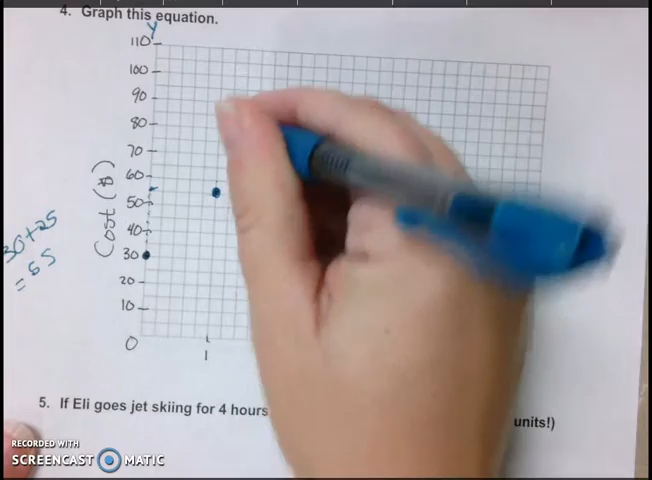 4. Graph this equation.
y
110
100
90
80
70
60
50
40
30
20
10
0
1
Cost ($)
30+25
= 55
5. If Eli goes jet skiing for 4 hours
units!)
RECORDED WITH
SCREENCAST MATIC